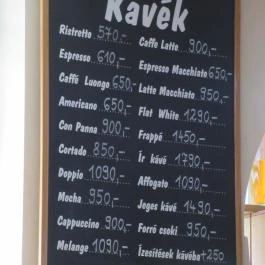 Kávék
Ristretto 570,-
Espresso 610,-
Caffé Luongo 650,-
Americano 650,-
Con Panna 900,-
Cortado 850,-
Doppio 1090,-
Mocha 950,-
Cappuccino 900,-
Melange 1090,-
Caffe Latte 900,-
Espresso Macchiato 650,-
Latte Macchiato 950,-
Flat White 1290,-
Frappé 1450,-
Ír kávé 1790,-
Affogato 1090,-
Jeges kávé 1490,-
Forró csoki 950,-
Ízesítések kávéba +250